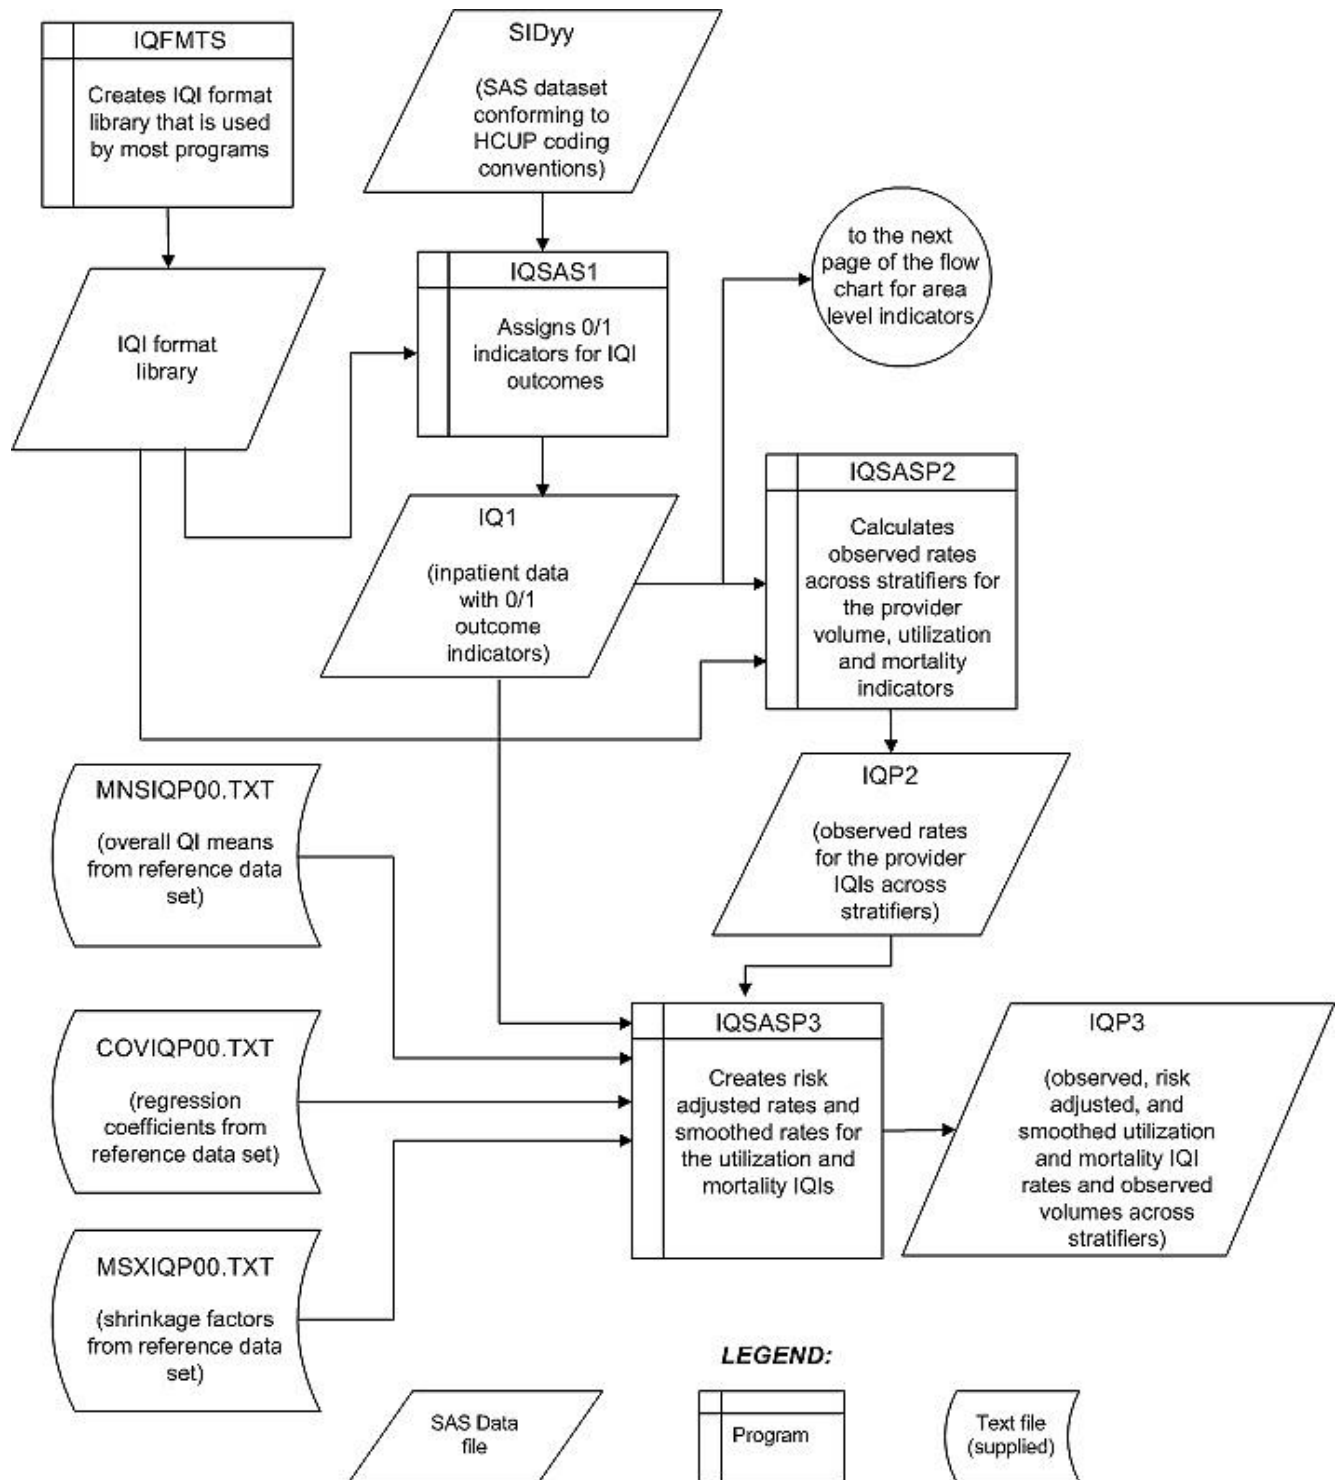 IQFMTS
Creates IQI format
library that is used
by most programs
SIDyy
(SAS dataset
conforming to
HCUP coding
conventions)
to the next
page of the flow
chart for area
level indicators
IQI format
library
IQSAS1
Assigns 0/1
indicators for IQI
outcomes
IQ1
(inpatient data
with 0/1
outcome
indicators)
IQSASP2
Calculates
observed rates
across stratifiers for
the provider
volume, utilization
and mortality
indicators
IQP2
(observed rates
for the provider
IQIs across
stratifiers)
MNSIQP00.TXT
(overall QI means
from reference data
set)
COVIQP00.TXT
(regression
coefficients from
reference data set)
MSXIQP00.TXT
(shrinkage factors
from reference data
set)
IQSASP3
Creates risk
adjusted rates and
smoothed rates for
the utilization and
mortality IQIs
IQP3
(observed, risk
adjusted, and
smoothed utilization
and mortality IQI
rates and observed
volumes across
stratifiers)
LEGEND:
SAS Data
file
Program
Text file
(supplied)